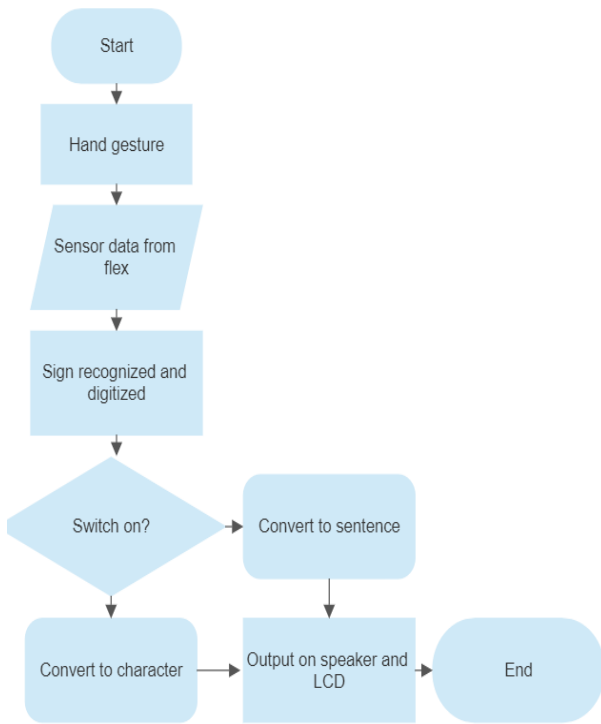 Start
Hand gesture
Sensor data from
flex
Sign recognized and
digitized
Switch on?
Convert to sentence
Convert to character
Output on speaker and
LCD
End